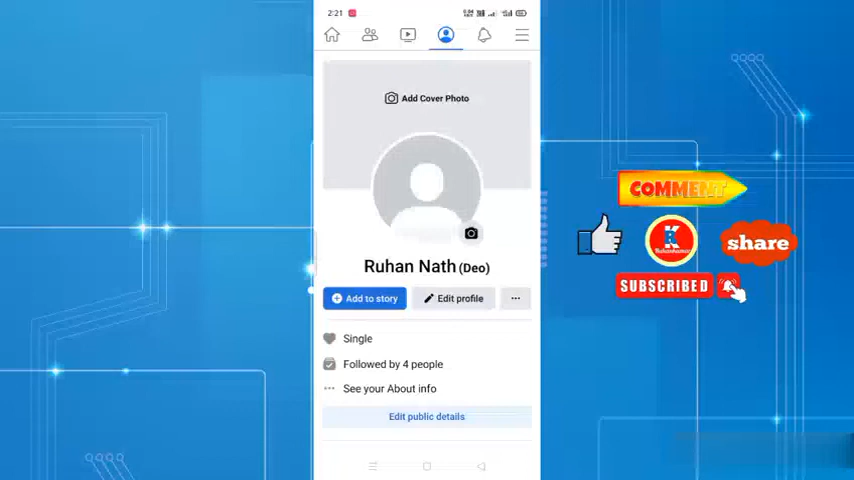 2:21
Add Cover Photo
COMMENT
share
K
Ruhan Nath (Deo)
SUBSCRIBED
Add to story
Edit profile
Single
Followed by 4 people
See your About info
Edit public details